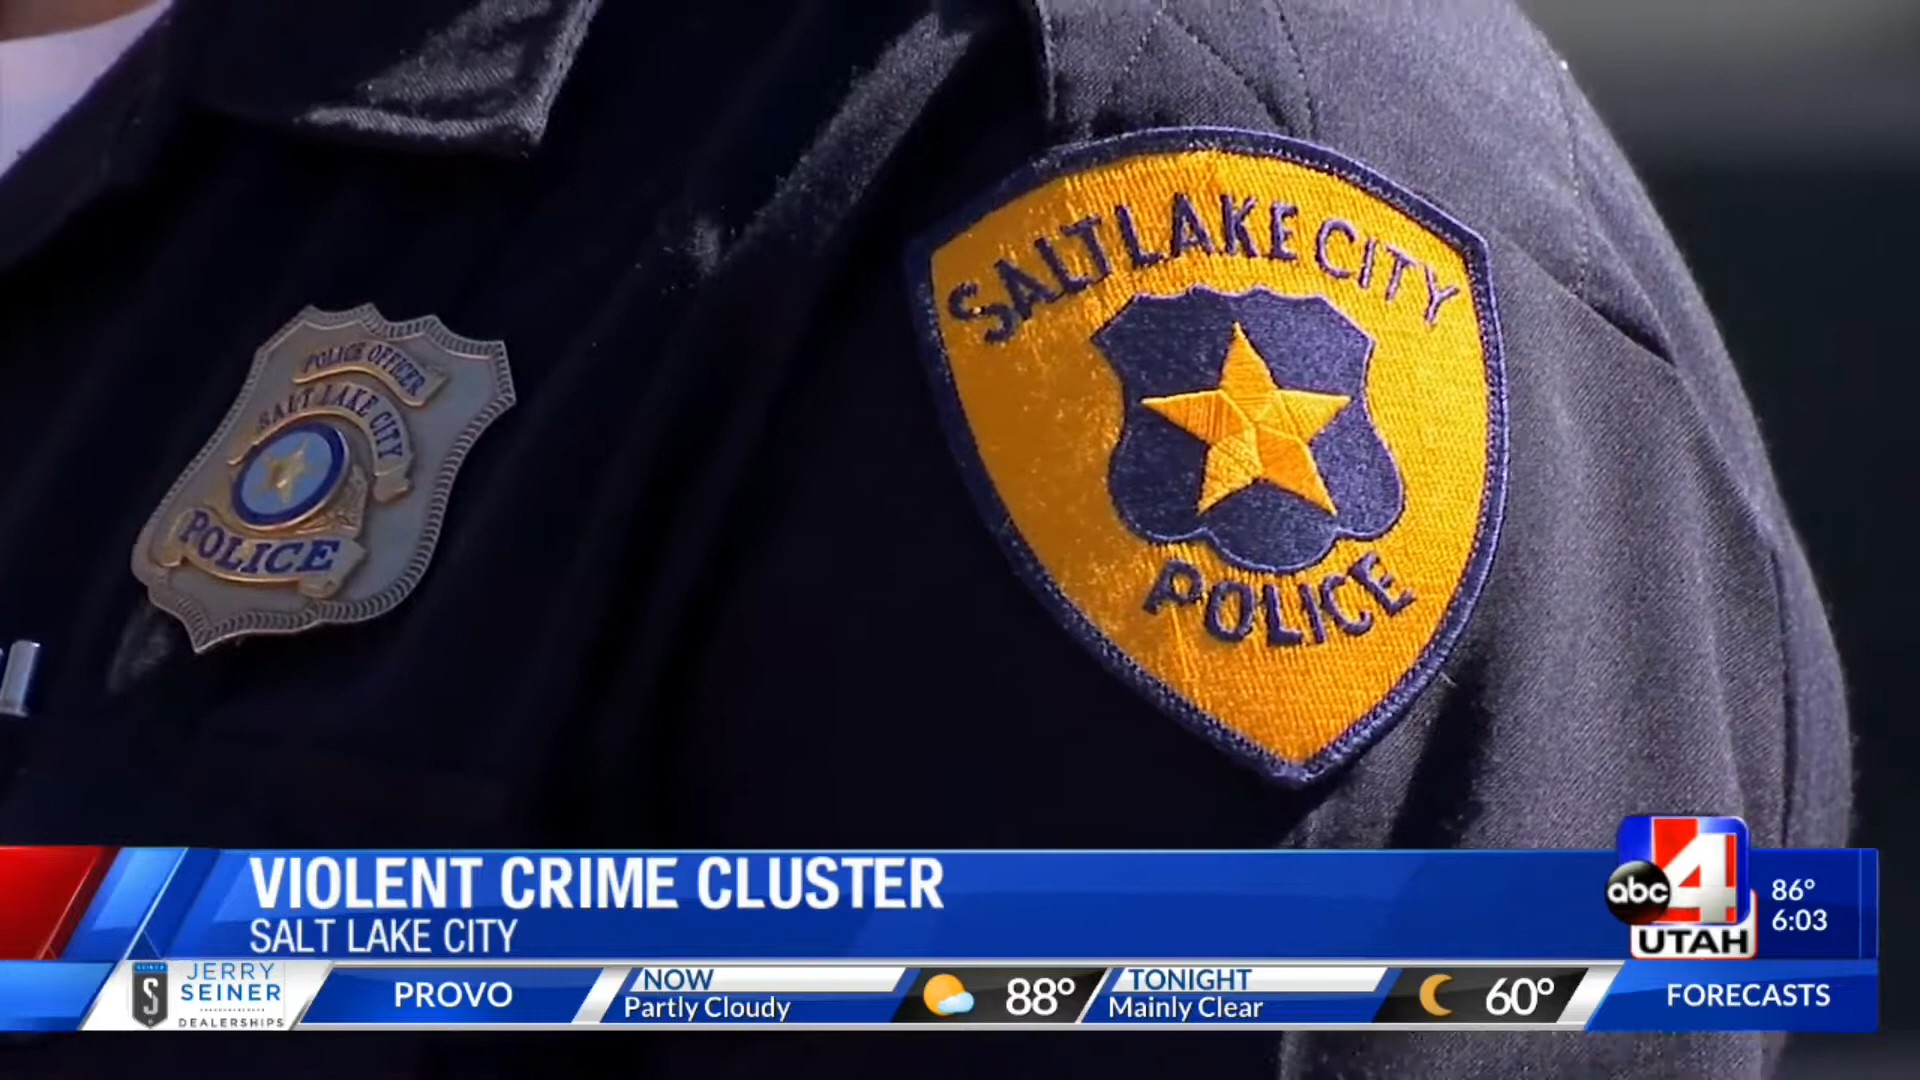 POLICE OFFICER
SALT LAKE CITY
POLICE
SALT LAKE CITY
POLICE
VIOLENT CRIME CLUSTER
SALT LAKE CITY
abc 4
UTAH
86°
6:03
SEINER
S
JERRY
SEINER
DEALERSHIPS
PROVO
NOW
Partly Cloudy
88°
TONIGHT
Mainly Clear
60°
FORECASTS